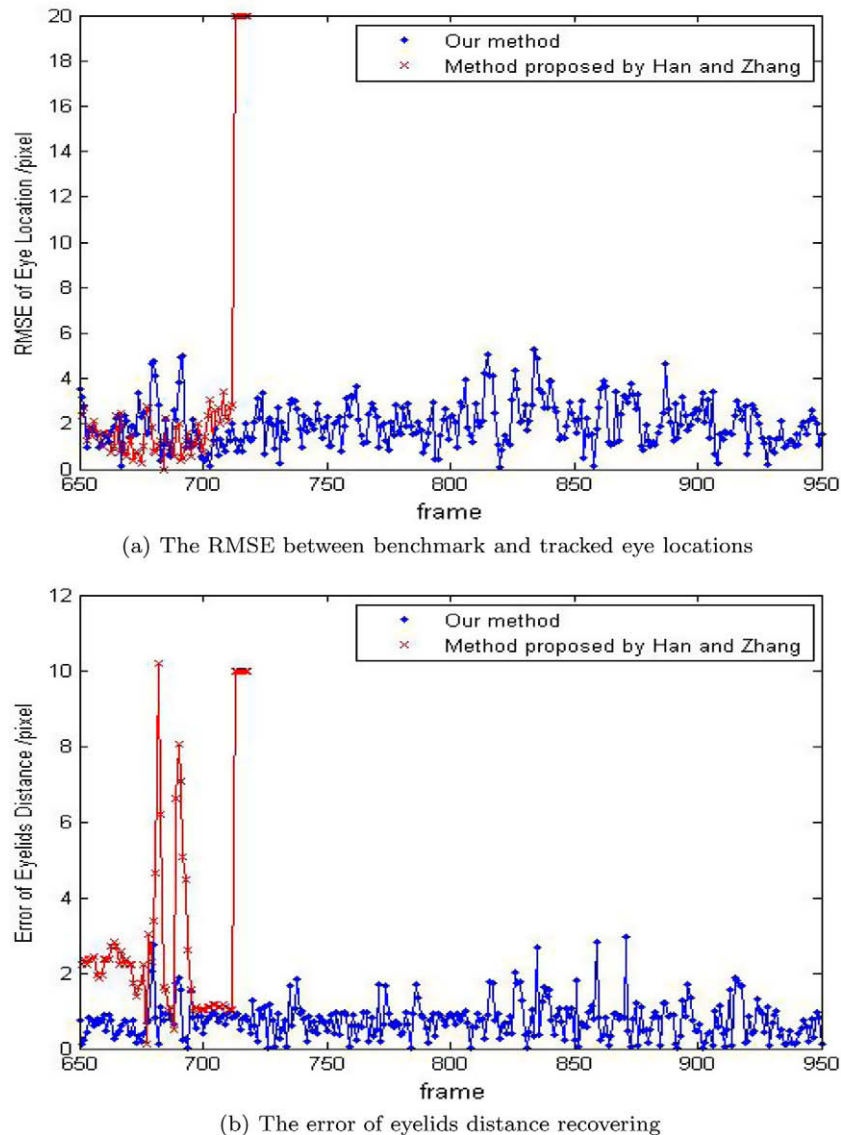 20
18
16
14
12
10
8
6
4
2
0
RMSE of Eye Location /pixel
Our method
Method proposed by Han and Zhang
650 700 750 800 850 900 950
frame
(a) The RMSE between benchmark and tracked eye locations
12
10
8
6
4
2
0
Error of Eyelids Distance /pixel
Our method
Method proposed by Han and Zhang
650 700 750 800 850 900 950
frame
(b) The error of eyelids distance recovering